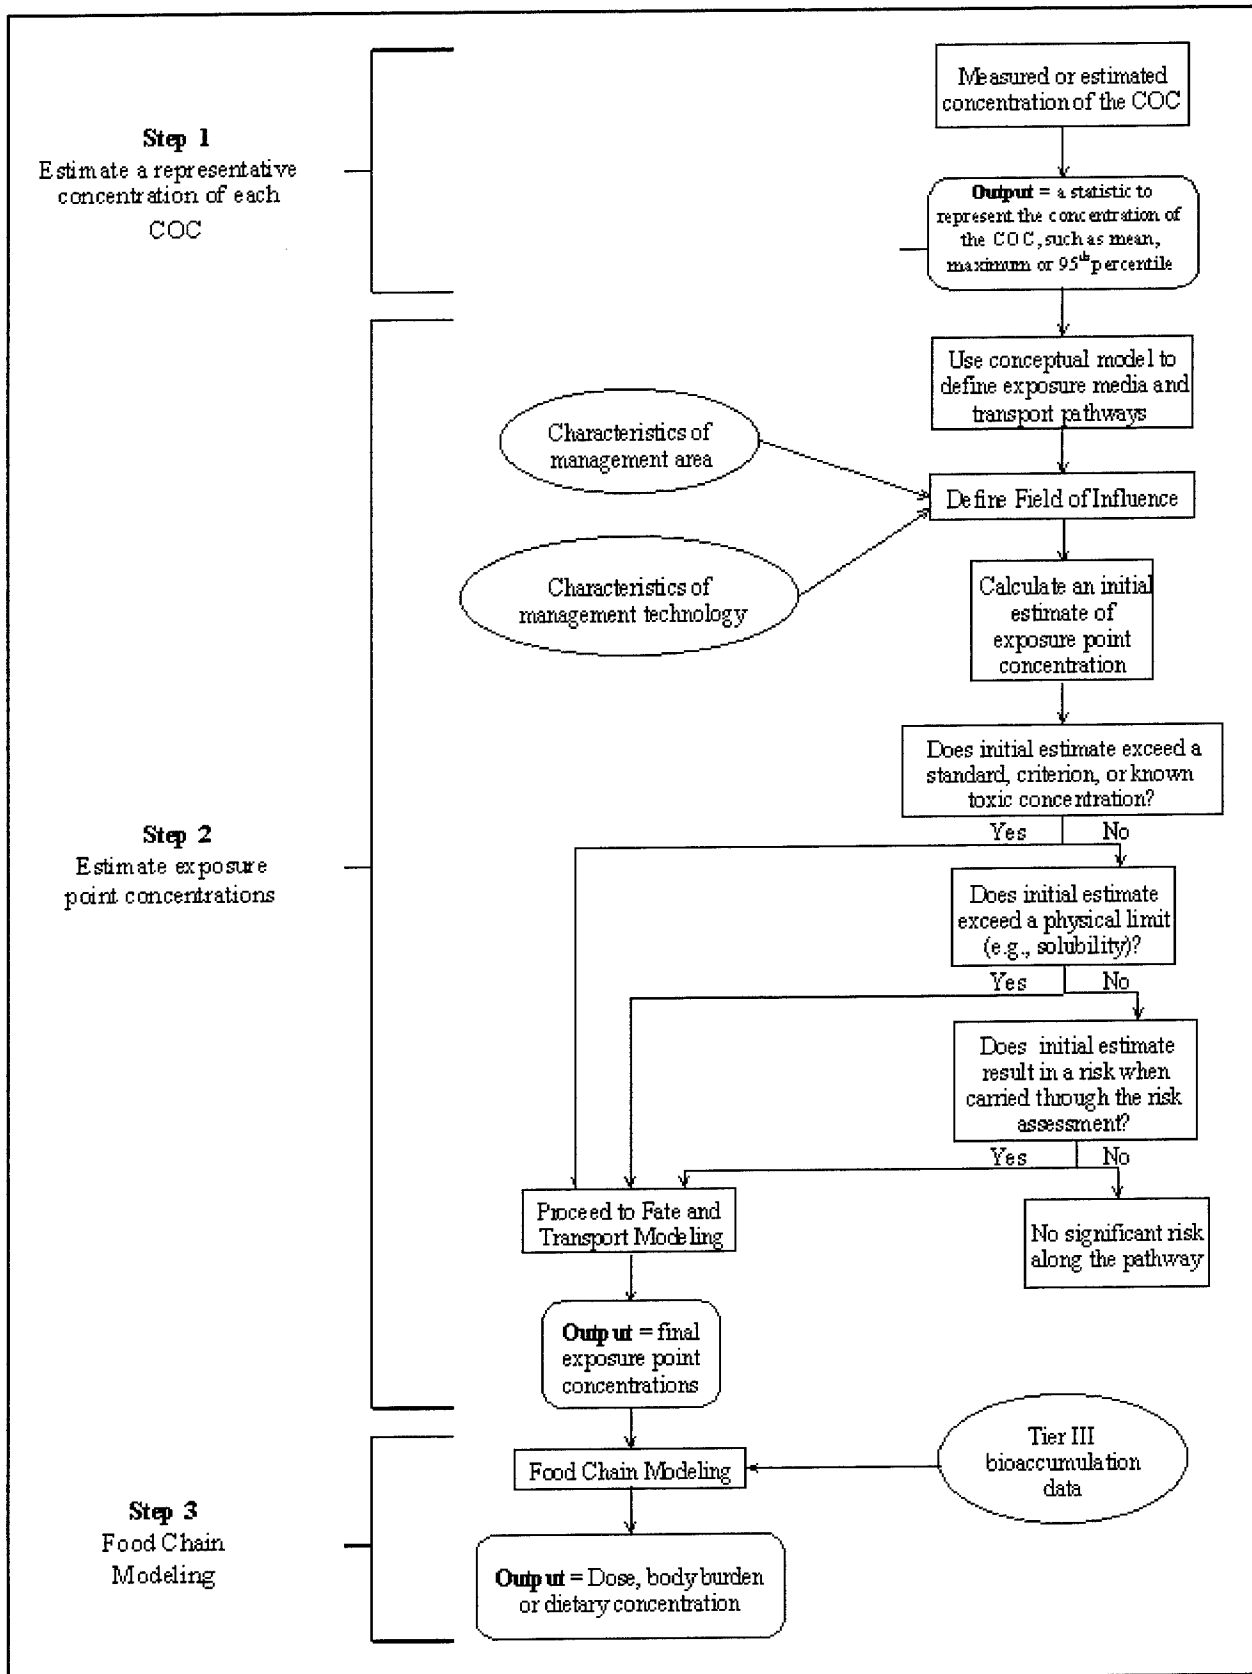 Step 1
Estimate a representative
concentration of each
COC
Measured or estimated
concentration of the COC
Output = a statistic to
represent the concentration of
the COC, such as mean,
maximum or 95th percentile
Use conceptual model to
define exposure media and
transport pathways
Characteristics of
management area
Define Field of Influence
Characteristics of
management technology
Calculate an initial
estimate of
exposure point
concentration
Step 2
Estimate exposure
point concentrations
Does initial estimate exceed a
standard, criterion, or known
toxic concentration?
Yes No
Does initial estimate
exceed a physical limit
(e.g., solubility)?
Yes No
Does initial estimate
result in a risk when
carried through the risk
assessment?
Yes No
Proceed to Fate and
Transport Modeling
No significant risk
along the pathway
Output = final
exposure point
concentrations
Step 3
Food Chain
Modeling
Food Chain Modeling
Tier III
bioaccumulation
data
Output = Dose, body burden
or dietary concentration